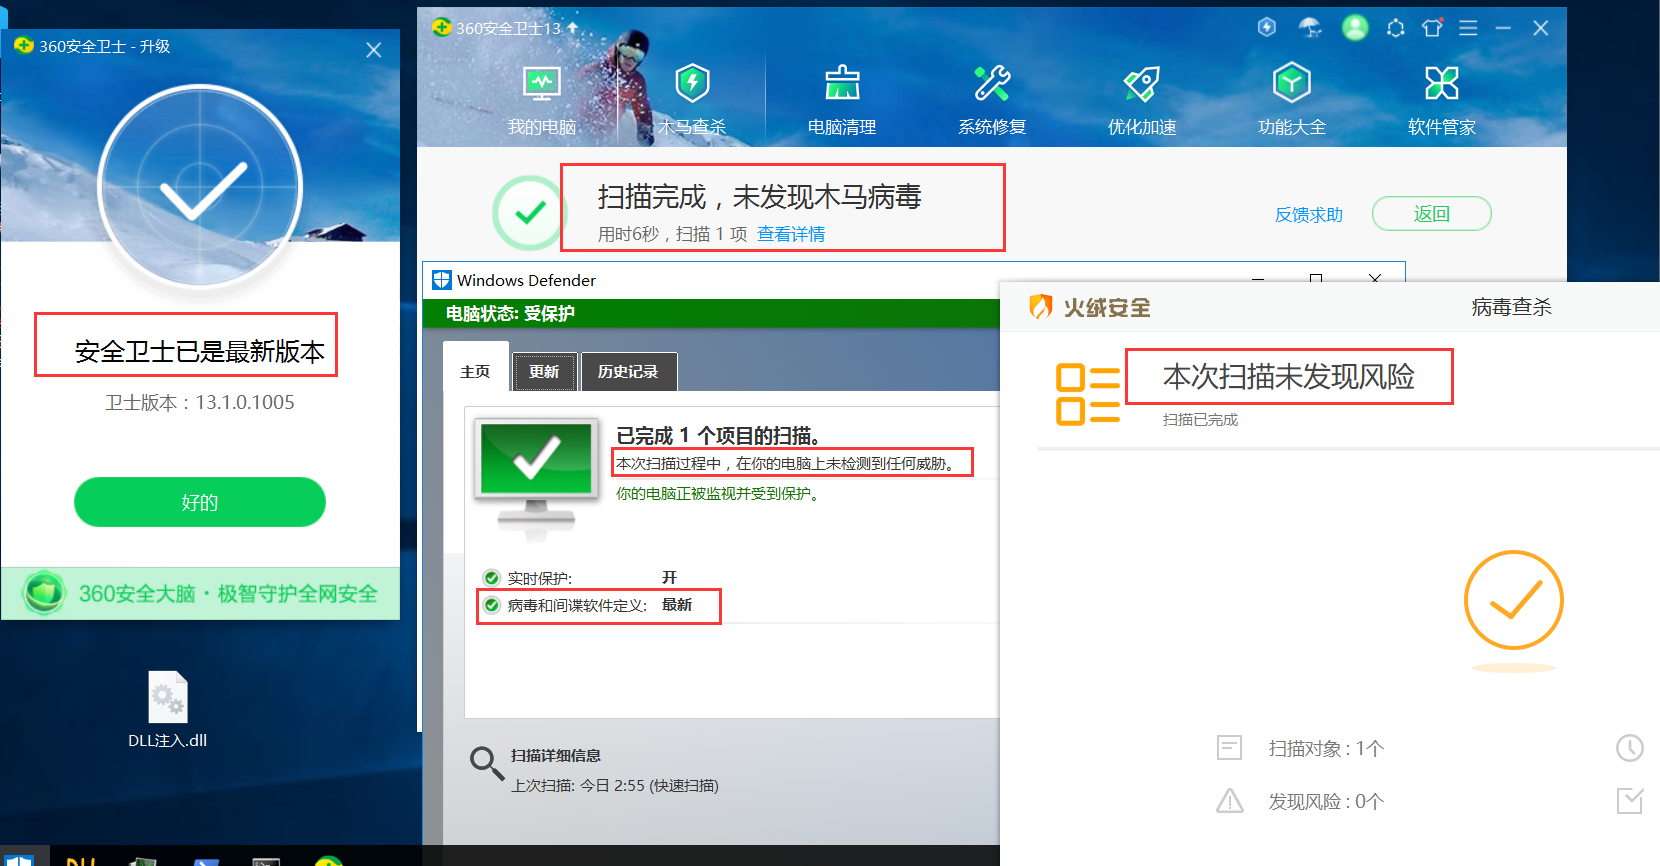 360安全卫士 - 升级
安全卫士已是最新版本
卫士版本：13.1.0.1005
好的
360安全大脑 · 极智守护全网安全
DLL注入.dll
360安全卫士13
我的电脑
木马查杀
电脑清理
系统修复
优化加速
功能大全
软件管家
扫描完成，未发现木马病毒
用时6秒，扫描 1 项 查看详情
反馈求助
返回
Windows Defender
电脑状态: 受保护
主页
更新
历史记录
已完成 1 个项目的扫描。
本次扫描过程中，在你的电脑上未检测到任何威胁。
你的电脑正被监视并受到保护。
实时保护: 开
病毒和间谍软件定义: 最新
扫描详细信息
上次扫描: 今日 2:55 (快速扫描)
火绒安全
病毒查杀
本次扫描未发现风险
扫描已完成
扫描对象 : 1个
发现风险 : 0个